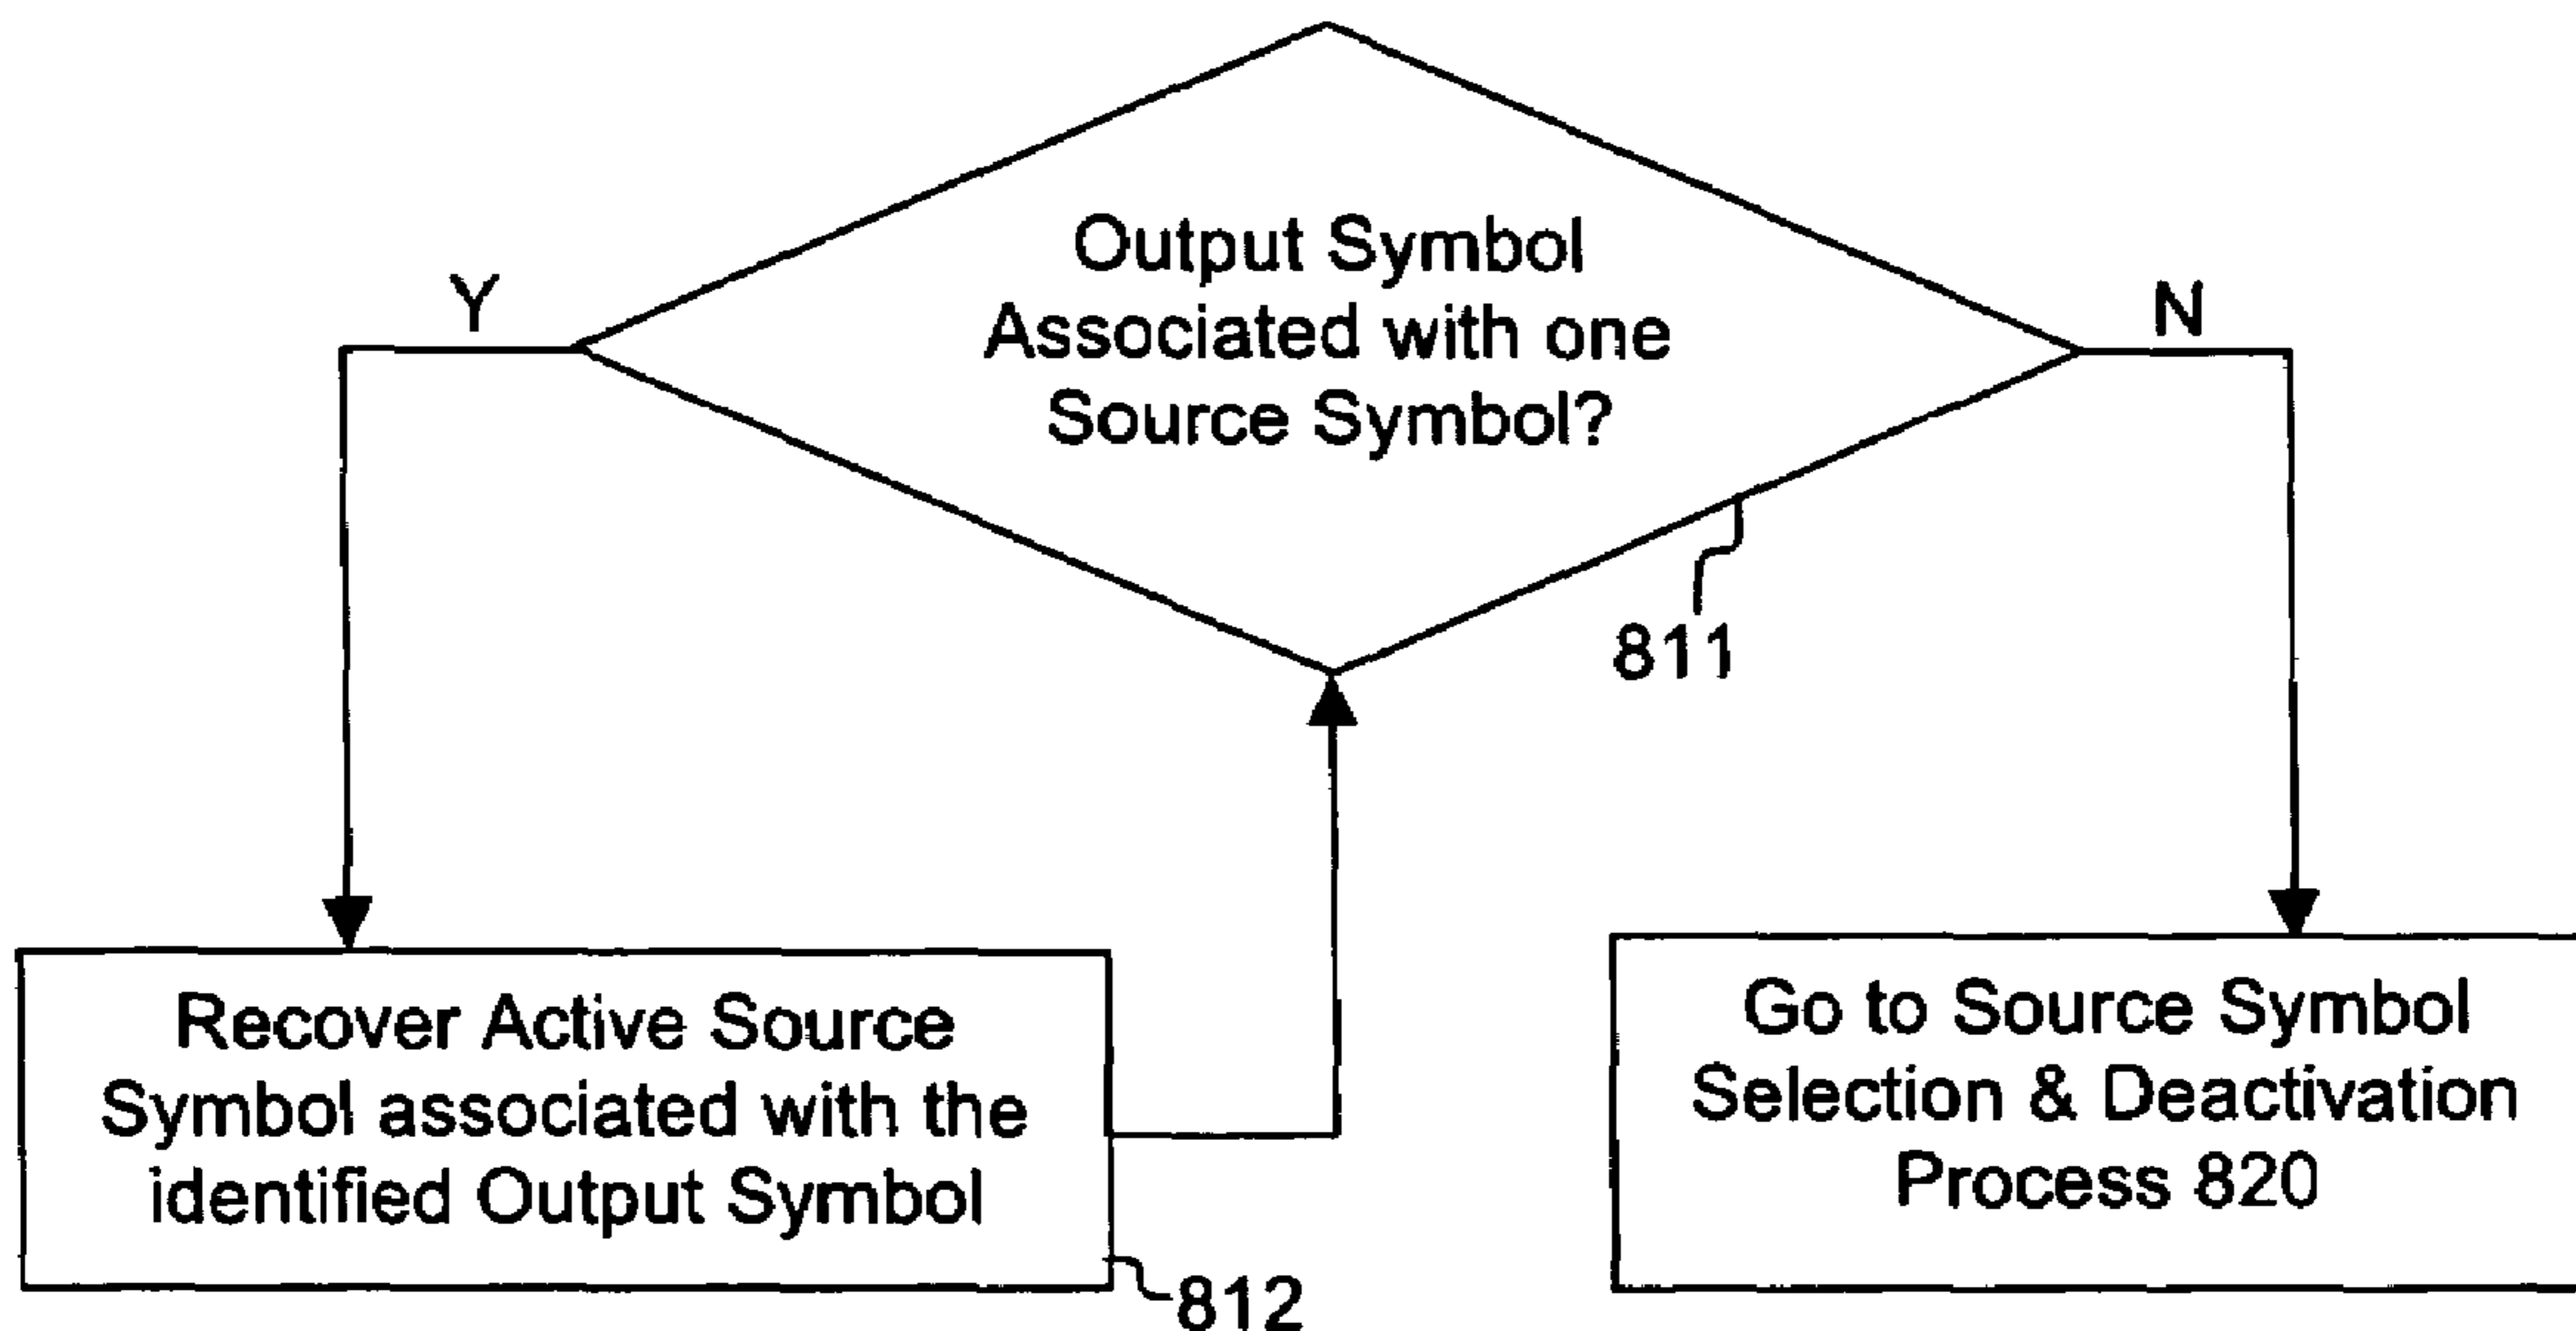 Output Symbol
Associated with one
Source Symbol?
Y
N
811
Recover Active Source
Symbol associated with the
identified Output Symbol
812
Go to Source Symbol
Selection & Deactivation
Process 820